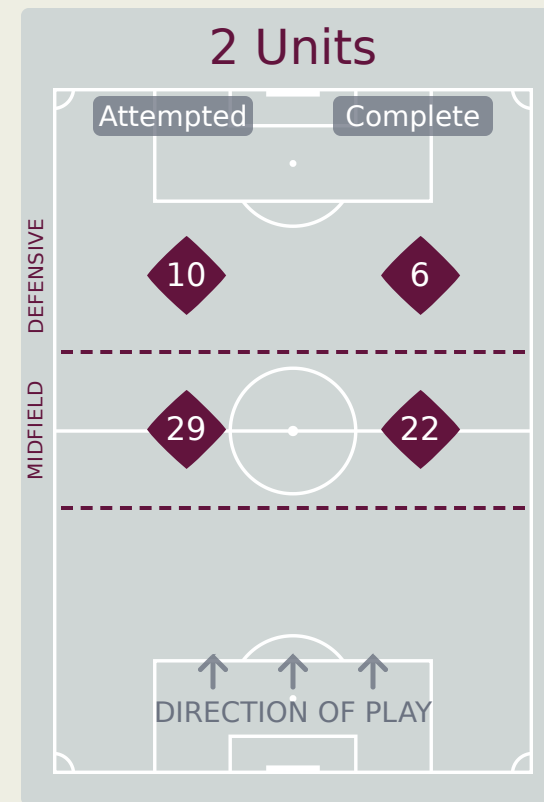 2 Units
Attempted Complete
DEFENSIVE
10 6
MIDFIELD
29 22
DIRECTION OF PLAY